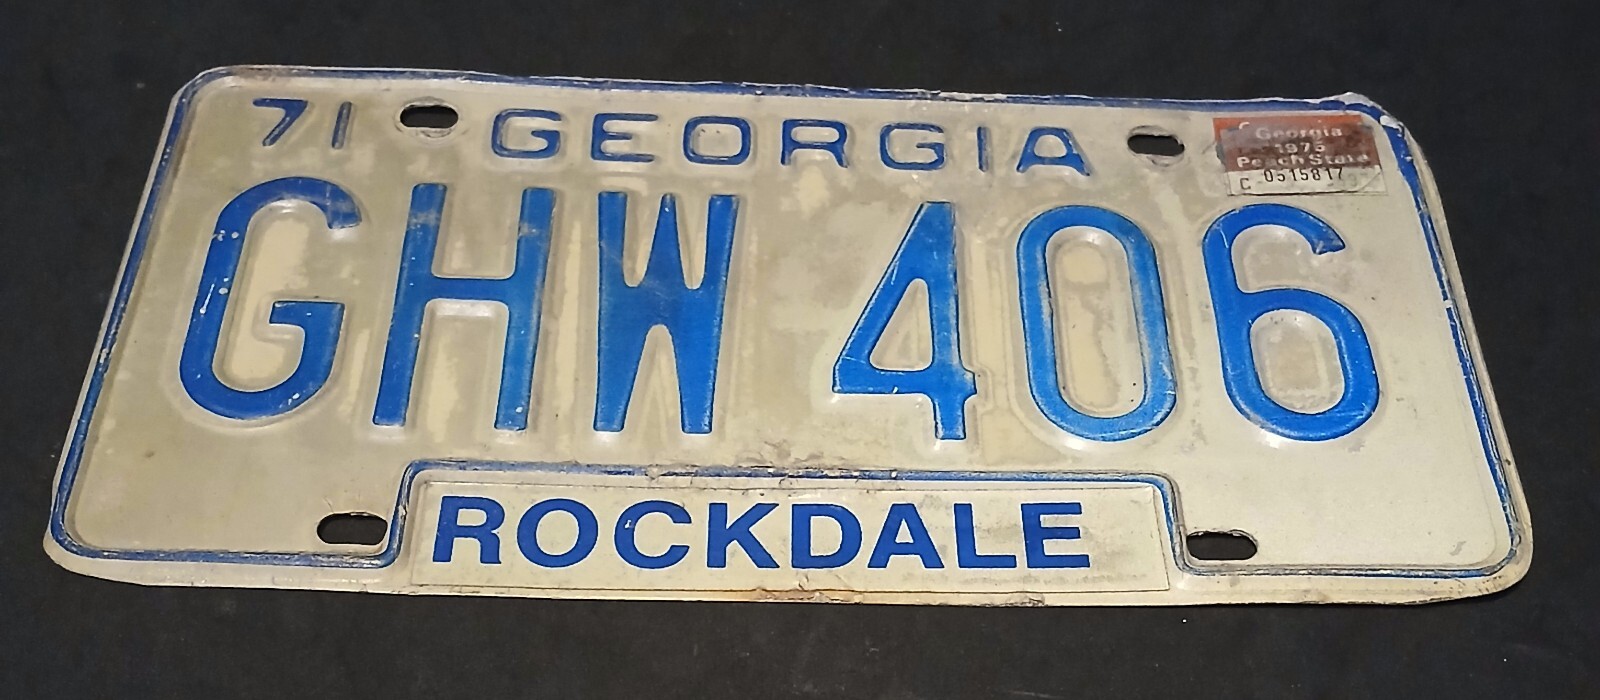 71 GEORGIA
Georgia
1975
Peach State
C 0515817
GHW 406
ROCKDALE